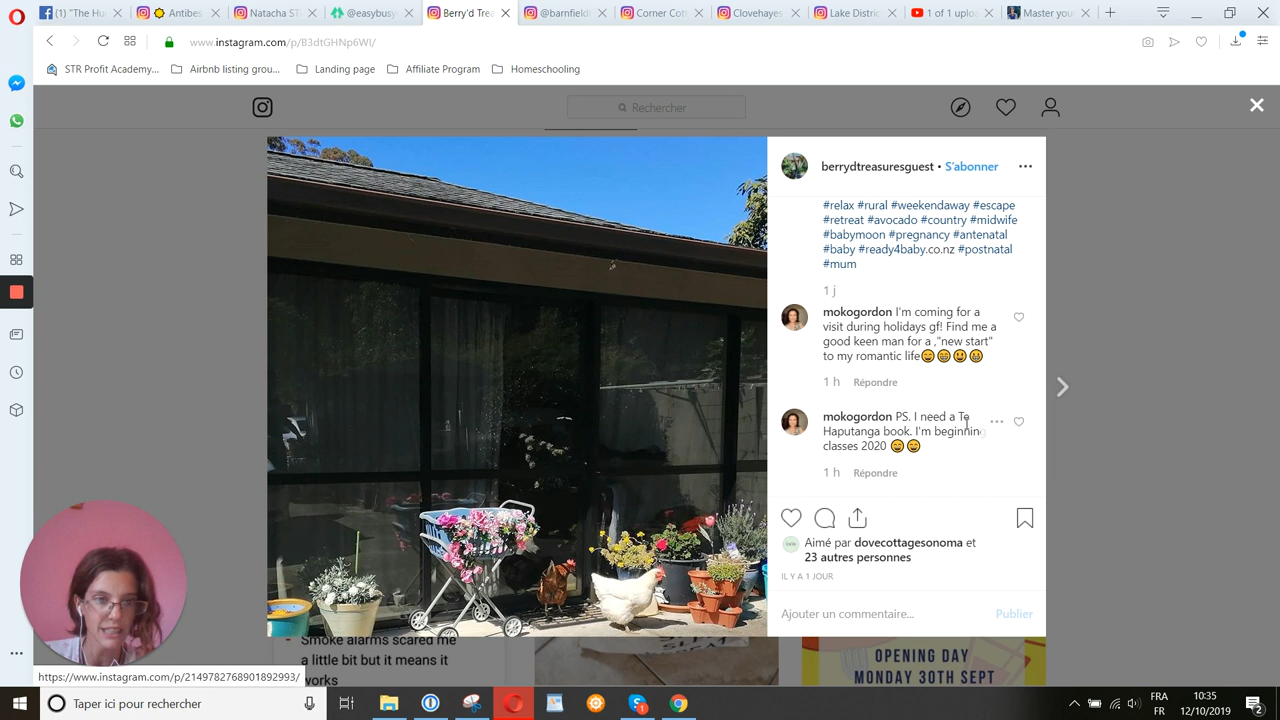 "The Hu
Antibes
Natacha ST
@easybusy
Berry'd Trea
@barnfield
Corner Cott
Clovehayes
Lake Distric
1 of 1 uploa
Master you
www.instagram.com/p/B3dtGHNp6WI/
STR Profit Academy...
Airbnb listing grou...
Landing page
Affiliate Program
Homeschooling
Rechercher
berrydtreasuresguest • S'abonner
#relax #rural #weekendaway #escape
#retreat #avocado #country #midwife
#babymoon #pregnancy #antenatal
#baby #ready4baby.co.nz #postnatal
#mum
1 j
mokogordon I'm coming for a
visit during holidays gf! Find me a
good keen man for a ,"new start"
to my romantic life😄😁😃😆
1 h Répondre
mokogordon PS. I need a Te
Haputanga book. I'm beginning
classes 2020 😄😄
1 h Répondre
Aimé par dovecottagesonoma et
23 autres personnes
IL Y A 1 JOUR
Ajouter un commentaire... Publier
- Smoke alarms scared me
a little bit but it means it
works
OPENING DAY
MONDAY 30TH SEPT
https://www.instagram.com/p/2149782768901892993/
Taper ici pour rechercher
FRA
FR
10:35
12/10/2019